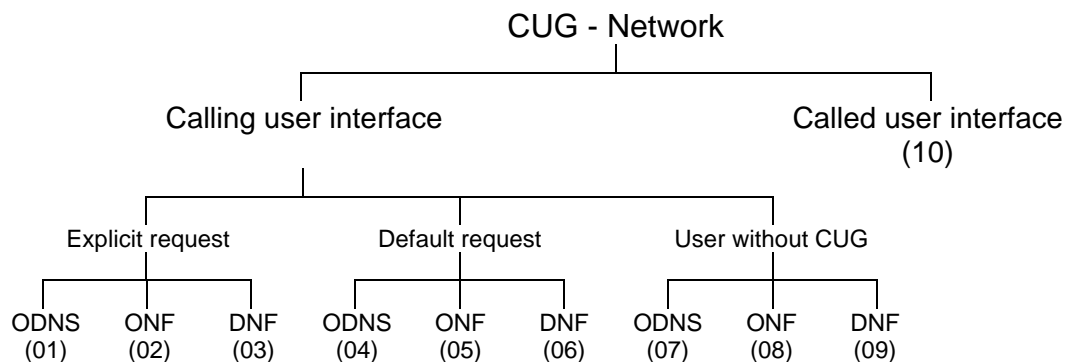 CUG - Network
Calling user interface
Called user interface
(10)
Explicit request
Default request
User without CUG
ODNS ONF DNF ODNS ONF DNF ODNS ONF DNF
(01) (02) (03) (04) (05) (06) (07) (08) (09)